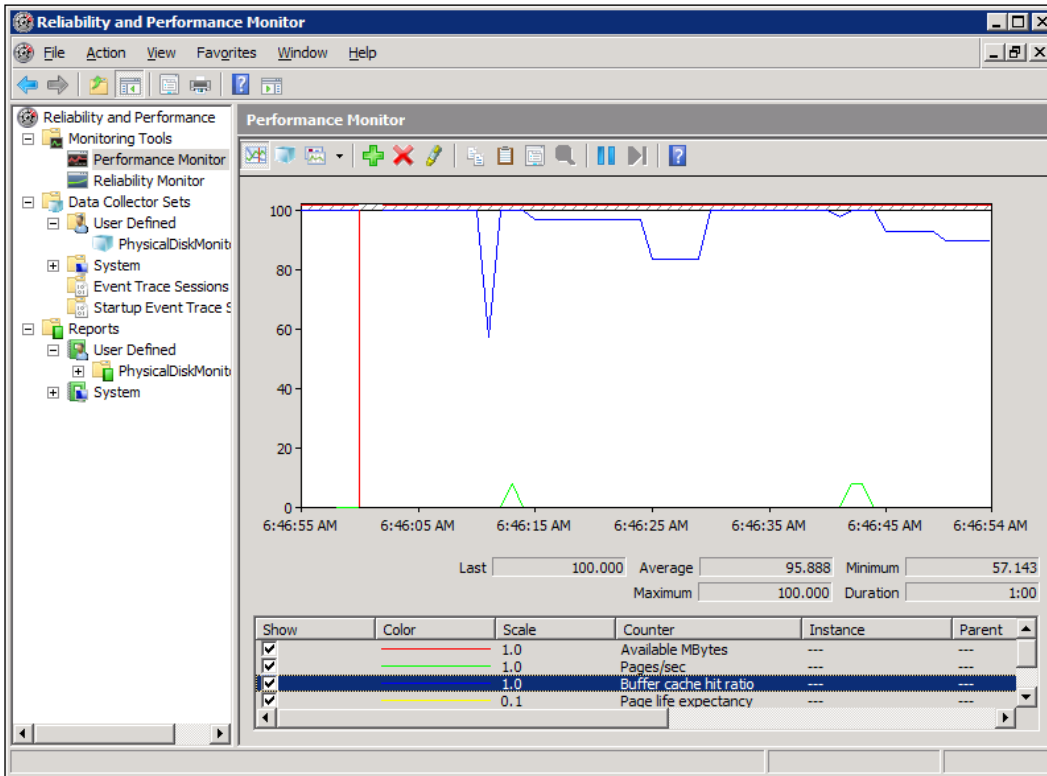 Reliability and Performance Monitor
File Action View Favorites Window Help
Reliability and Performance
Monitoring Tools
Performance Monitor
Reliability Monitor
Data Collector Sets
User Defined
PhysicalDiskMonit
System
Event Trace Sessions
Startup Event Trace S
Reports
User Defined
PhysicalDiskMonit
System
Performance Monitor
100
80
60
40
20
0
6:46:55 AM 6:46:05 AM 6:46:15 AM 6:46:25 AM 6:46:35 AM 6:46:45 AM 6:46:54 AM
Last 100.000 Average 95.888 Minimum 57.143
Maximum 100.000 Duration 1:00
Show Color Scale Counter Instance Parent
1.0 Available MBytes --- ---
1.0 Pages/sec --- ---
1.0 Buffer cache hit ratio --- ---
0.1 Page life expectancy --- ---